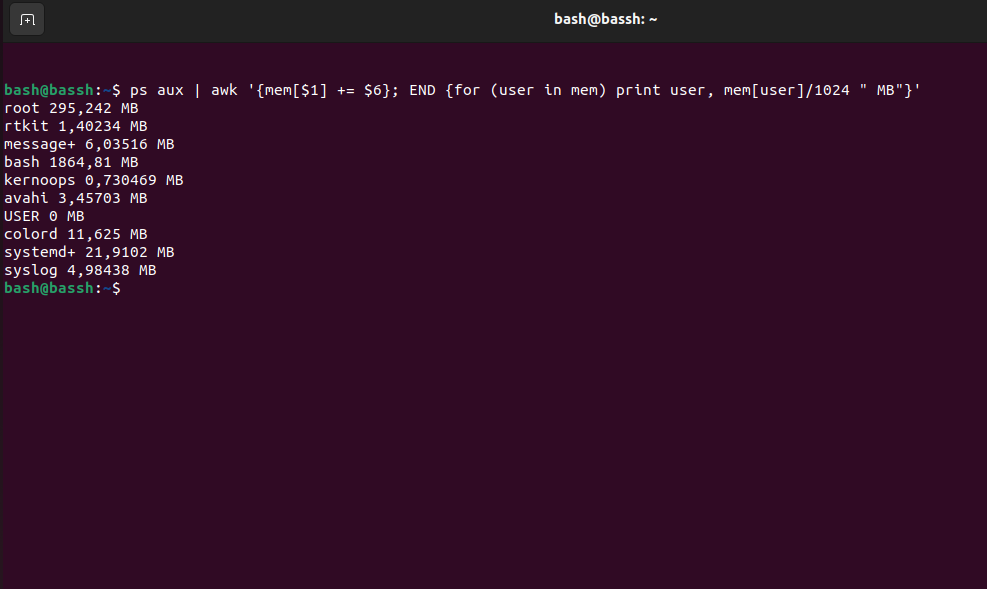 bash@bassh: ~
bash@bassh:~$ ps aux | awk '{mem[$1] += $6}; END {for (user in mem) print user, mem[user]/1024 " MB"}'
root 295,242 MB
rtkit 1,40234 MB
message+ 6,03516 MB
bash 1864,81 MB
kernoops 0,730469 MB
avahi 3,45703 MB
USER 0 MB
colord 11,625 MB
systemd+ 21,9102 MB
syslog 4,98438 MB
bash@bassh:~$